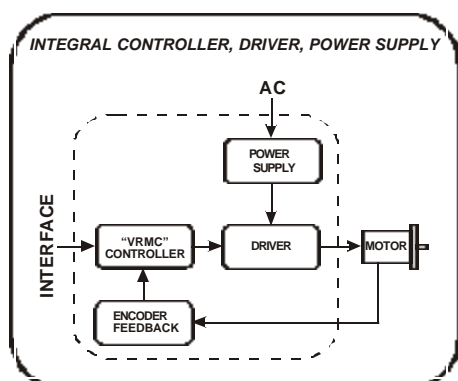 INTEGRAL CONTROLLER, DRIVER, POWER SUPPLY
AC
POWER
SUPPLY
INTERFACE
“VRMC”
CONTROLLER
DRIVER
MOTOR
ENCODER
FEEDBACK